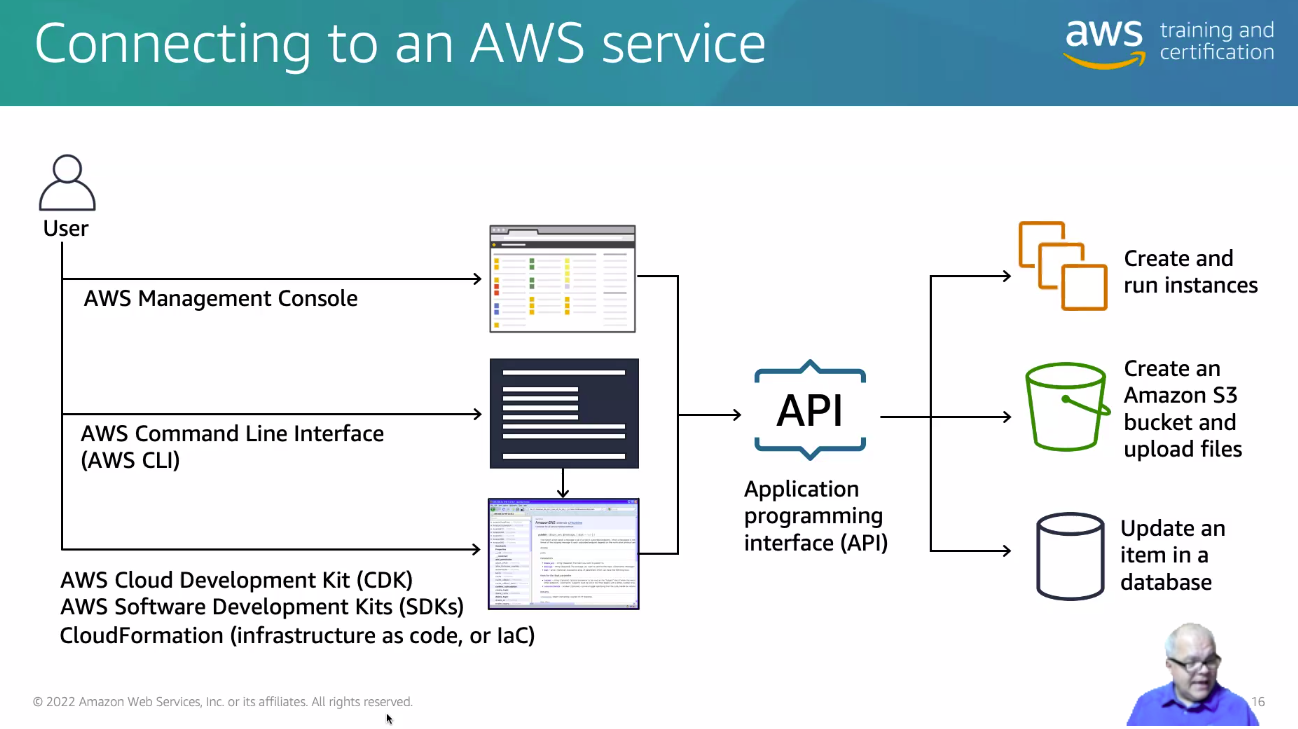 Connecting to an AWS service
aws training and
certification
User
AWS Management Console
AWS Command Line Interface
(AWS CLI)
AWS Cloud Development Kit (CDK)
AWS Software Development Kits (SDKs)
CloudFormation (infrastructure as code, or IaC)
API
Application
programming
interface (API)
Create and
run instances
Create an
Amazon S3
bucket and
upload files
Update an
item in a
database
© 2022 Amazon Web Services, Inc. or its affiliates. All rights reserved.
16